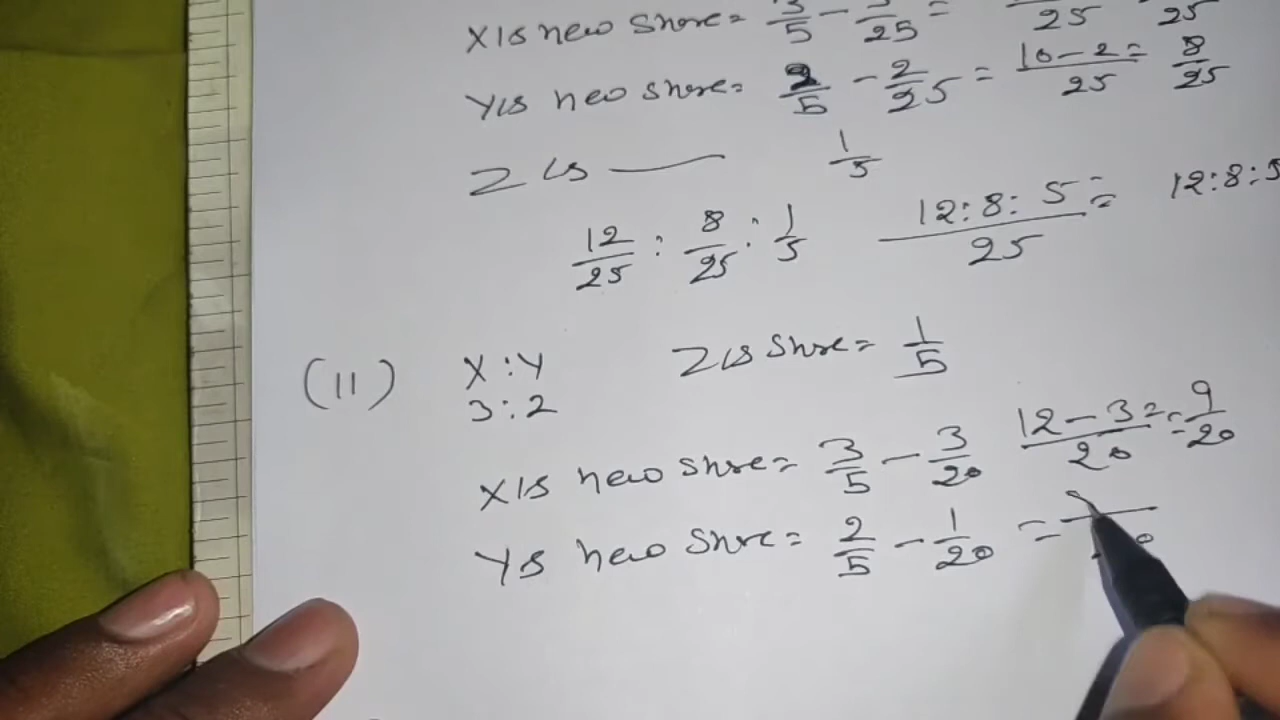 X's new share = 3/5 - 3/25 = /25 /25
Y's new share = 2/5 - 2/25 = 10-2/25 = 8/25
Z's — 1/5
12/25 : 8/25 : 1/5 12:8:5/25 = 12:8:5
(II) X:Y Z's share = 1/5
3:2
X's new share = 3/5 - 3/20 12-3/20 = 9/20
Y's new share = 2/5 - 1/20 =